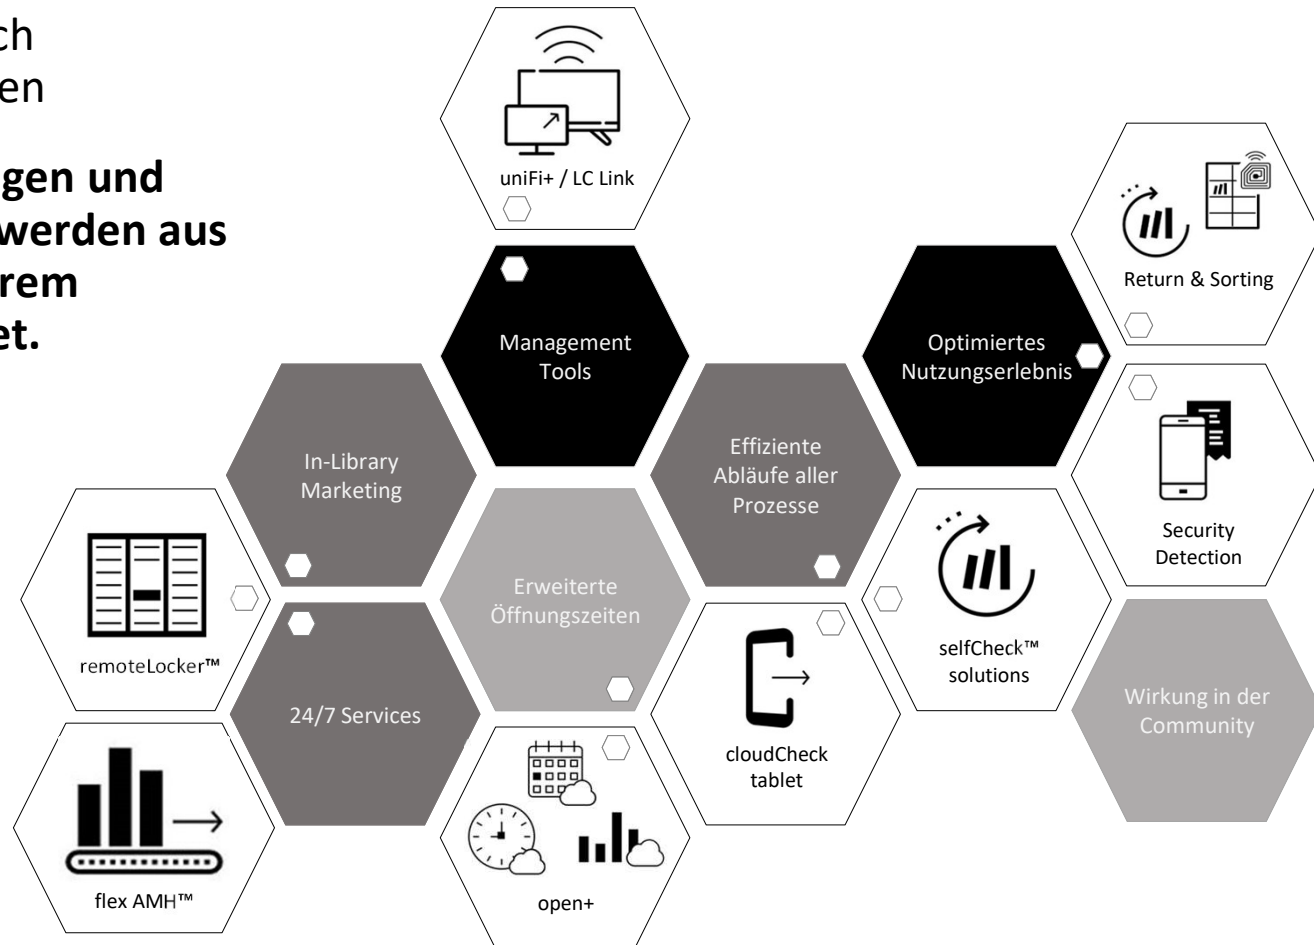 ch
en
gen und
werden aus
rem
et.
uniFi+ / LC Link
Return & Sorting
Management
Tools
Optimiertes
Nutzungserlebnis
In-Library
Marketing
Effiziente
Abläufe aller
Prozesse
Security
Detection
remoteLocker™
Erweiterte
Öffnungszeiten
selfCheck™
solutions
24/7 Services
cloudCheck
tablet
Wirkung in der
Community
flex AMH™
open+